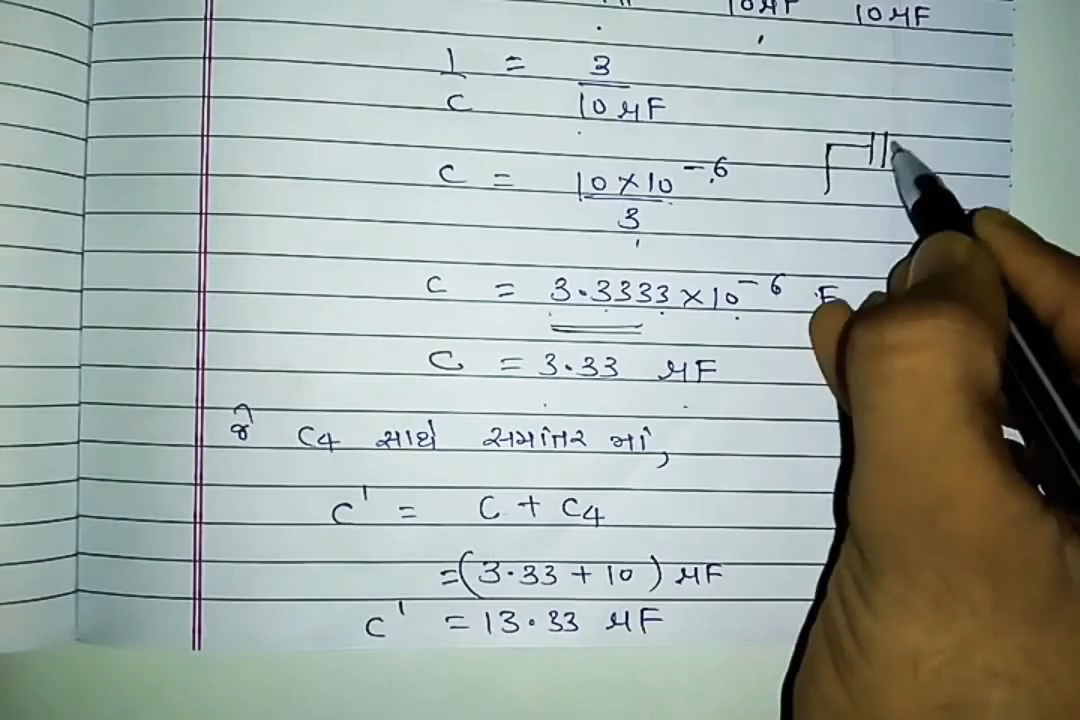 10μF 10μF
1/C = 3/10μF
C = 10×10⁻⁶/3
C = 3.3333×10⁻⁶ F
C = 3.33 μF
જે C4 સાથે સમાંતર માં,
C' = C + C4
=(3.33 + 10) μF
C' = 13.33 μF